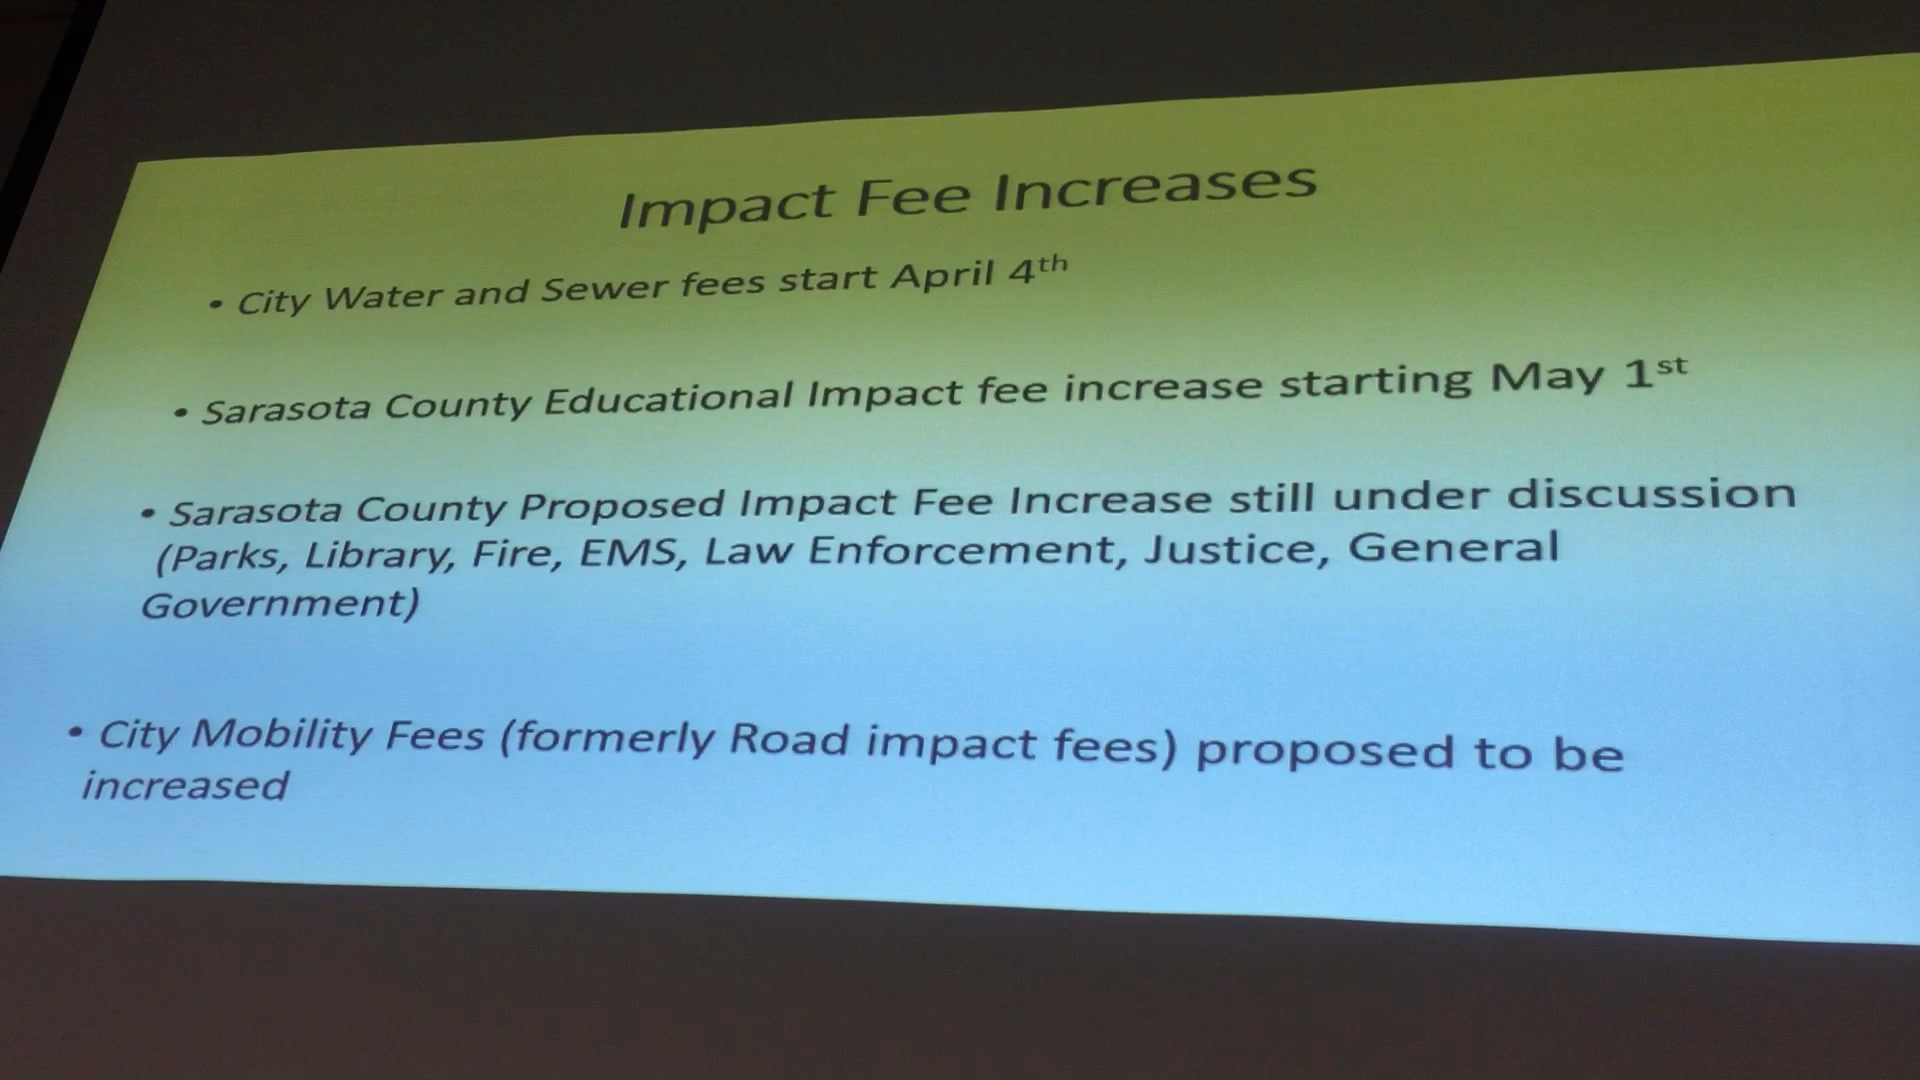 Impact Fee Increases
• City Water and Sewer fees start April 4th
• Sarasota County Educational Impact fee increase starting May 1st
• Sarasota County Proposed Impact Fee Increase still under discussion
(Parks, Library, Fire, EMS, Law Enforcement, Justice, General
Government)
• City Mobility Fees (formerly Road impact fees) proposed to be
increased